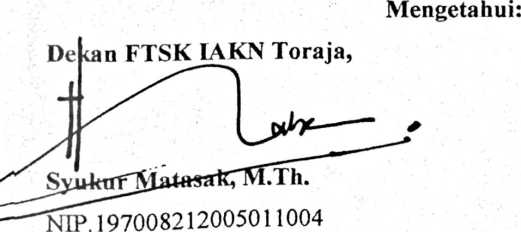 Mengetahui:
Dekan FTSK IAKN Toraja,
Syukur Matasak, M.Th.
NIP.197008212005011004